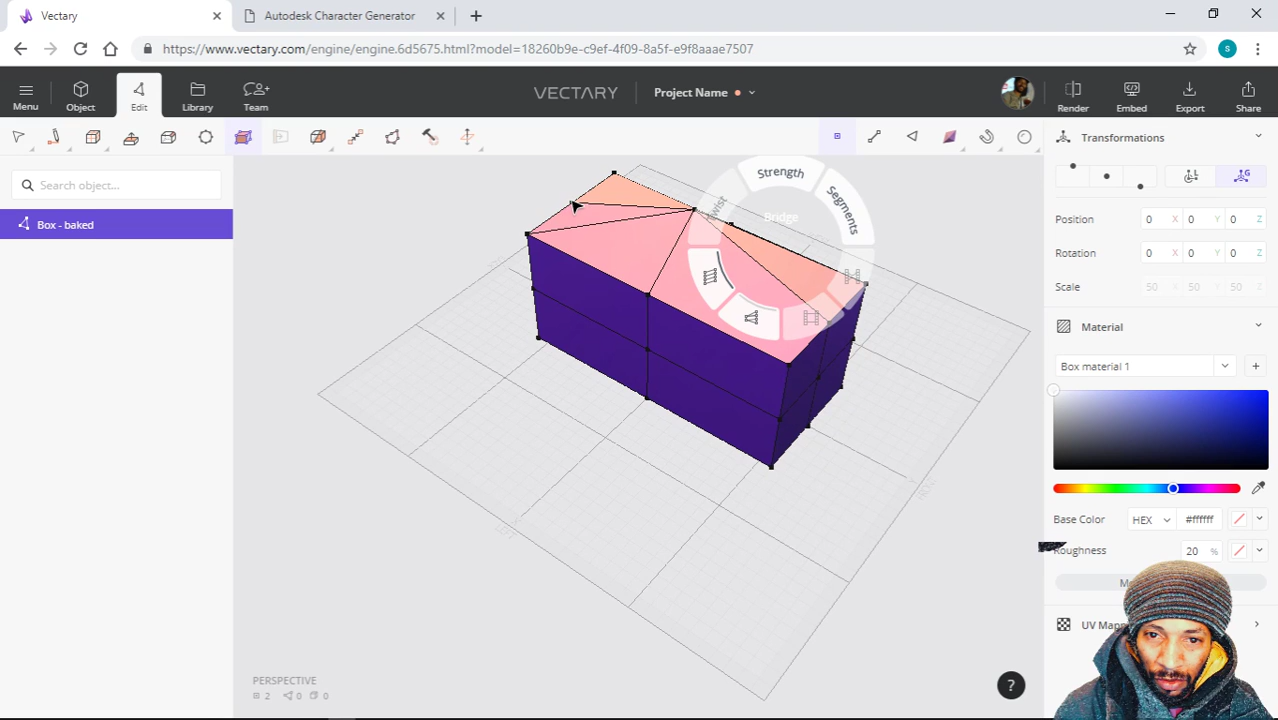 Vectary
Autodesk Character Generator
https://www.vectary.com/engine/engine.6d5675.html?model=18260b9e-c9ef-4f09-8a5f-e9f8aaae7507
S
Menu
Object
Edit
Library
Team
VECTARY
Project Name
Render
Embed
Export
Share
Search object...
Box - baked
Strength
Segments
Twist
Bridge
Transformations
L
G
Position 0 X 0 Y 0 Z
Rotation 0 X 0 Y 0 Z
Scale 50 X 50 Y 50 Z
Material
Box material 1
Base Color HEX #ffffff
Roughness 20 %
UV Mapp
PERSPECTIVE
2 0 0
?